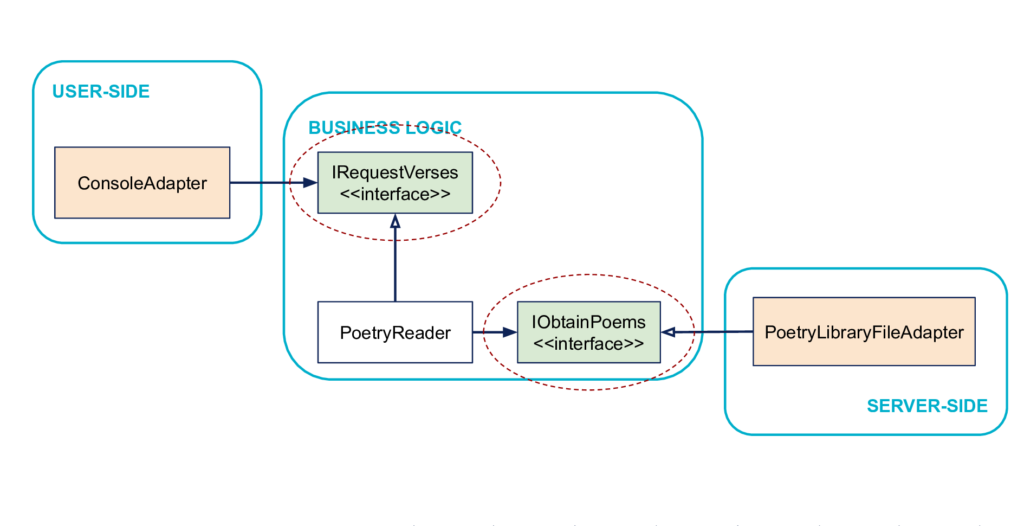 USER-SIDE
ConsoleAdapter
BUSINESS LOGIC
IRequestVerses
<<interface>>
PoetryReader
IObtainPoems
<<interface>>
PoetryLibraryFileAdapter
SERVER-SIDE